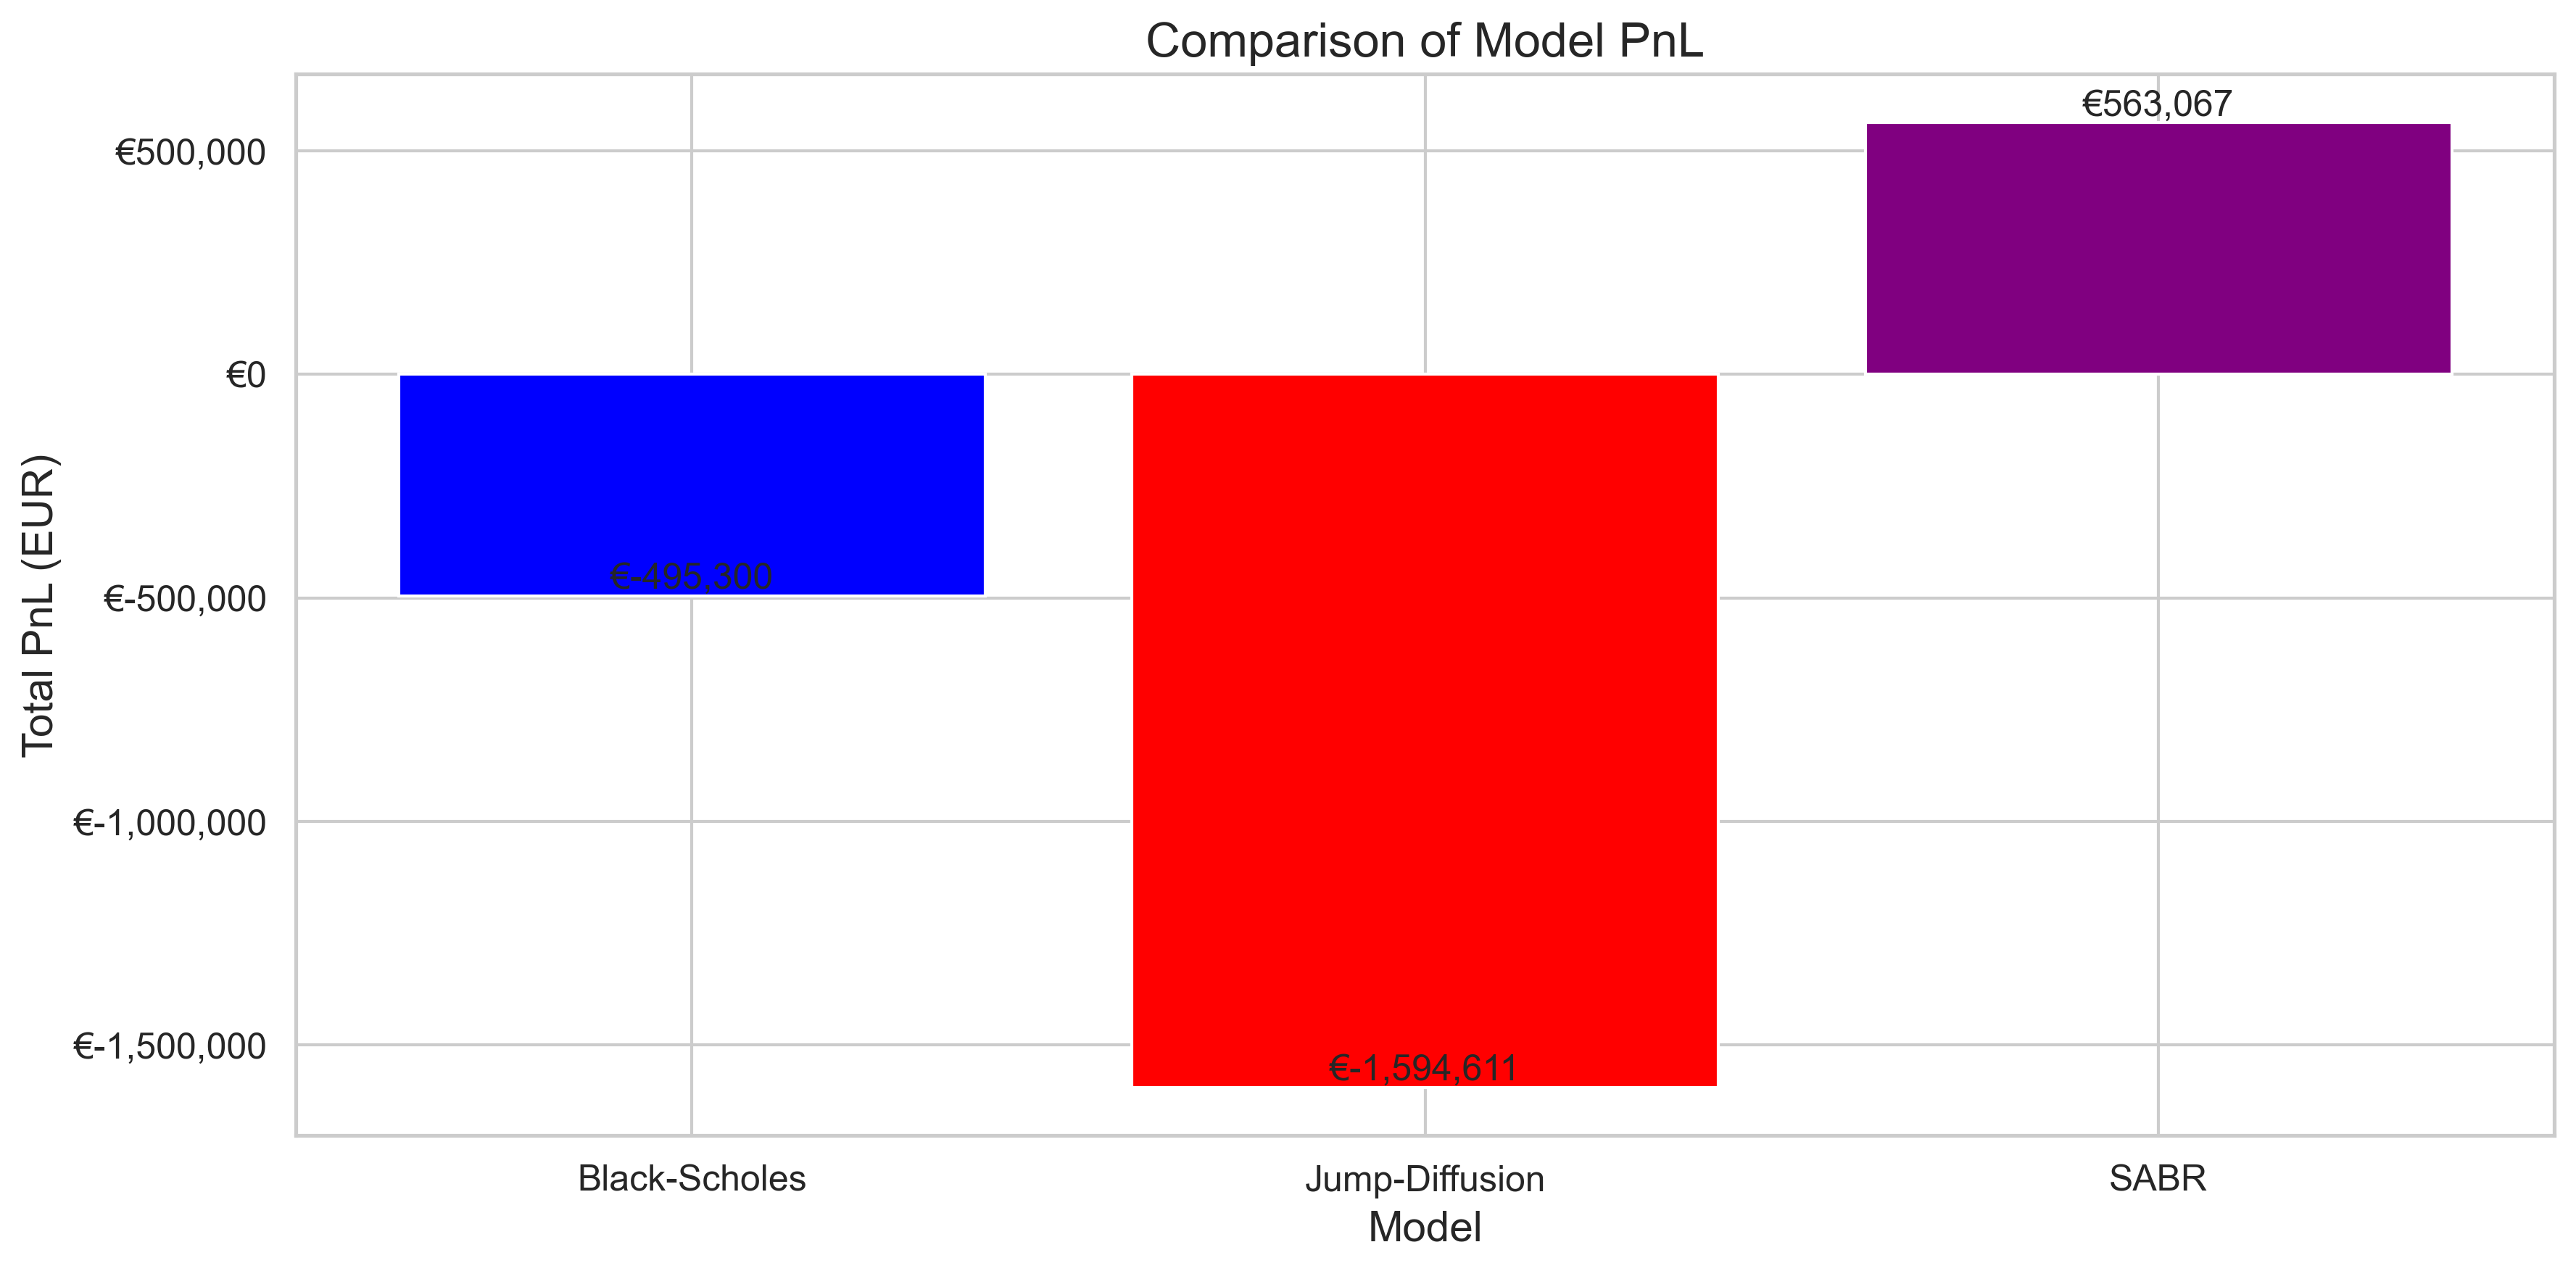 Comparison of Model PnL
€563,067
€500,000
€0
€-495,300
€-500,000
Total PnL (EUR)
€-1,000,000
€-1,500,000
€-1,594,611
Black-Scholes
Jump-Diffusion
SABR
Model